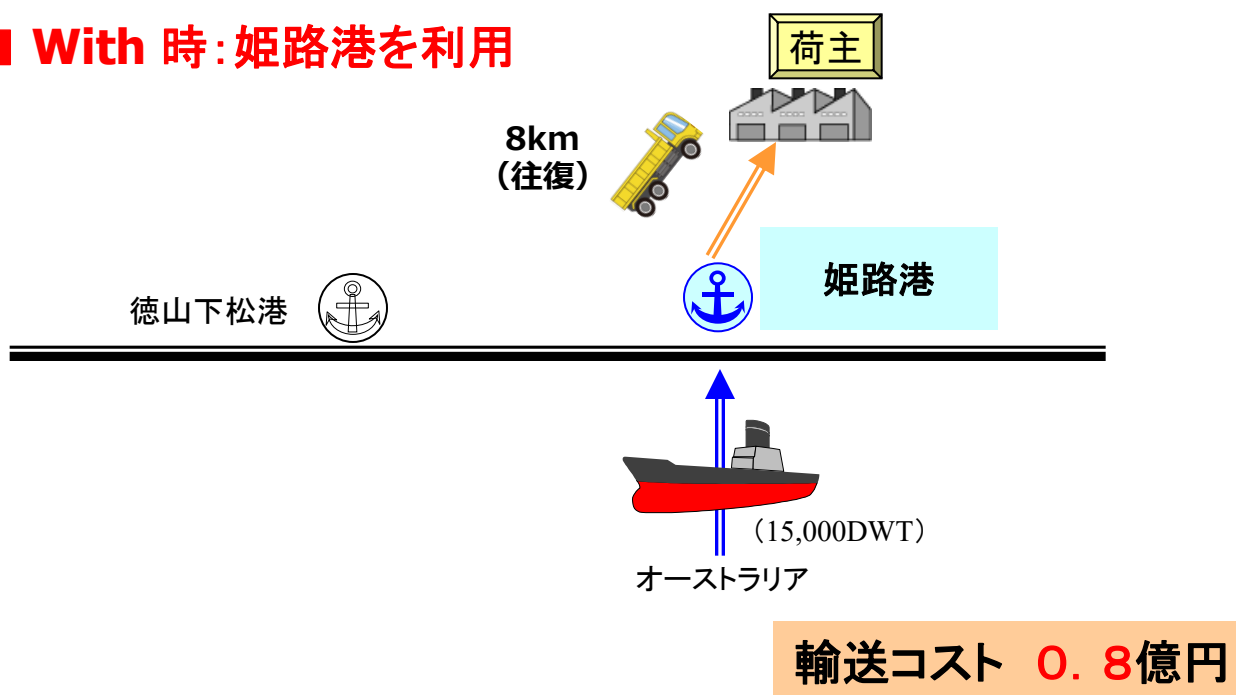 With 時：姫路港を利用
荷主
8km
（往復）
姫路港
徳山下松港
（15,000DWT）
オーストラリア
輸送コスト　０．８億円